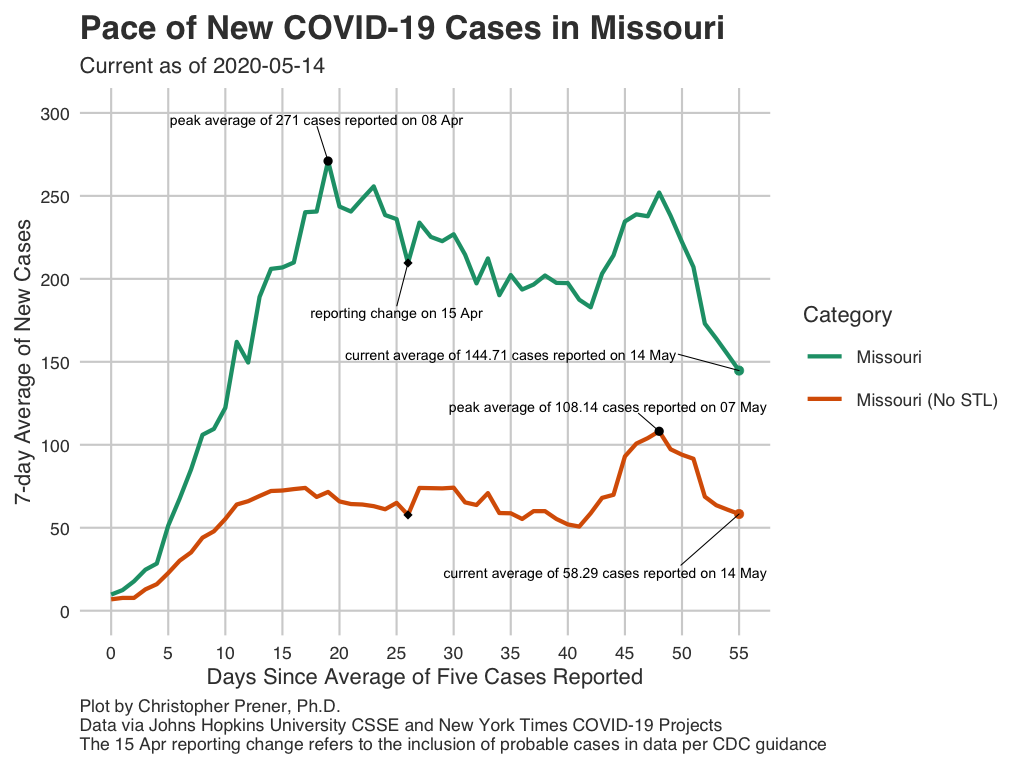 Pace of New COVID-19 Cases in Missouri
Current as of 2020-05-14
7-day Average of New Cases
300
250
200
150
100
50
0
peak average of 271 cases reported on 08 Apr
reporting change on 15 Apr
current average of 144.71 cases reported on 14 May
peak average of 108.14 cases reported on 07 May
current average of 58.29 cases reported on 14 May
0 5 10 15 20 25 30 35 40 45 50 55
Days Since Average of Five Cases Reported
Category
Missouri
Missouri (No STL)
Plot by Christopher Prener, Ph.D.
Data via Johns Hopkins University CSSE and New York Times COVID-19 Projects
The 15 Apr reporting change refers to the inclusion of probable cases in data per CDC guidance